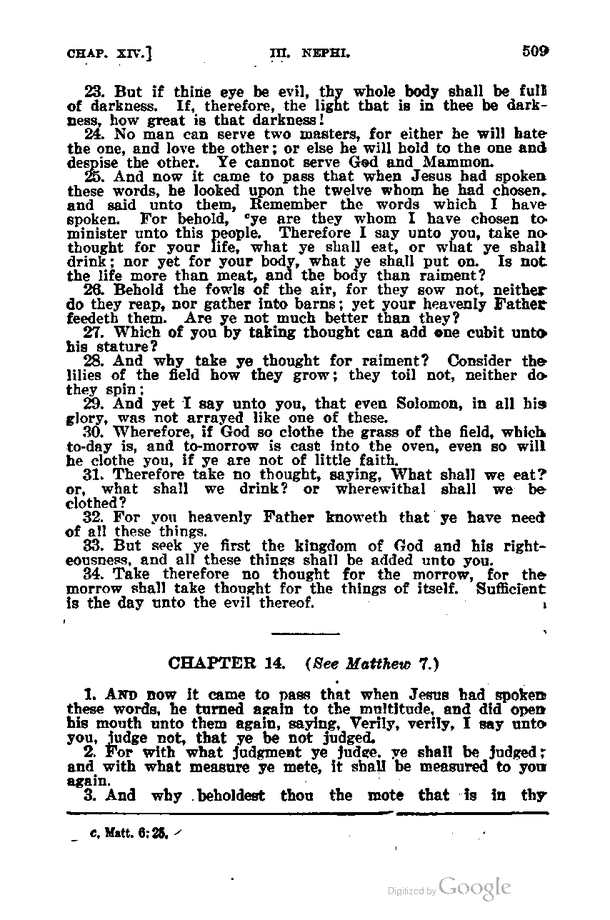 CHAP. XIV.] III. NEPHI. 509
23. But if thine eye be evil, thy whole body shall be full
of darkness. If, therefore, the light that is in thee be dark-
ness, how great is that darkness!
24. No man can serve two masters, for either he will hate
the one, and love the other; or else he will hold to the one and
despise the other. Ye cannot serve God and Mammon.
25. And now it came to pass that when Jesus had spoken
these words, he looked upon the twelve whom he had chosen,
and said unto them, Remember the words which I have
spoken. For behold, cye are they whom I have chosen to
minister unto this people. Therefore I say unto you, take no
thought for your life, what ye shall eat, or what ye shall
drink; nor yet for your body, what ye shall put on. Is not
the life more than meat, and the body than raiment?
26. Behold the fowls of the air, for they sow not, neither
do they reap, nor gather into barns; yet your heavenly Father
feedeth them. Are ye not much better than they?
27. Which of you by taking thought can add one cubit unto
his stature?
28. And why take ye thought for raiment? Consider the
lilies of the field how they grow; they toil not, neither do
they spin;
29. And yet I say unto you, that even Solomon, in all his
glory, was not arrayed like one of these.
30. Wherefore, if God so clothe the grass of the field, which
to-day is, and to-morrow is cast into the oven, even so will
he clothe you, if ye are not of little faith.
31. Therefore take no thought, saying, What shall we eat?
or, what shall we drink? or wherewithal shall we be
clothed?
32. For you heavenly Father knoweth that ye have need
of all these things.
33. But seek ye first the kingdom of God and his right-
eousness, and all these things shall be added unto you.
34. Take therefore no thought for the morrow, for the
morrow shall take thought for the things of itself. Sufficient
is the day unto the evil thereof.
CHAPTER 14. (See Matthew 7.)
1. AND now it came to pass that when Jesus had spoken
these words, he turned again to the multitude, and did open
his mouth unto them again, saying, Verily, verily, I say unto
you, judge not, that ye be not judged.
2. For with what judgment ye judge, ye shall be judged;
and with what measure ye mete, it shall be measured to you
again.
3. And why beholdest thou the mote that is in thy
c, Matt. 6:25.
Digitized by Google